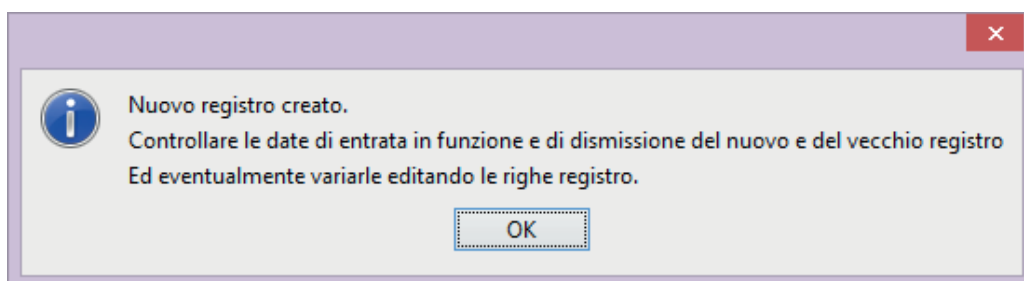 Nuovo registro creato.
Controllare le date di entrata in funzione e di dismissione del nuovo e del vecchio registro
Ed eventualmente variarle editando le righe registro.
OK